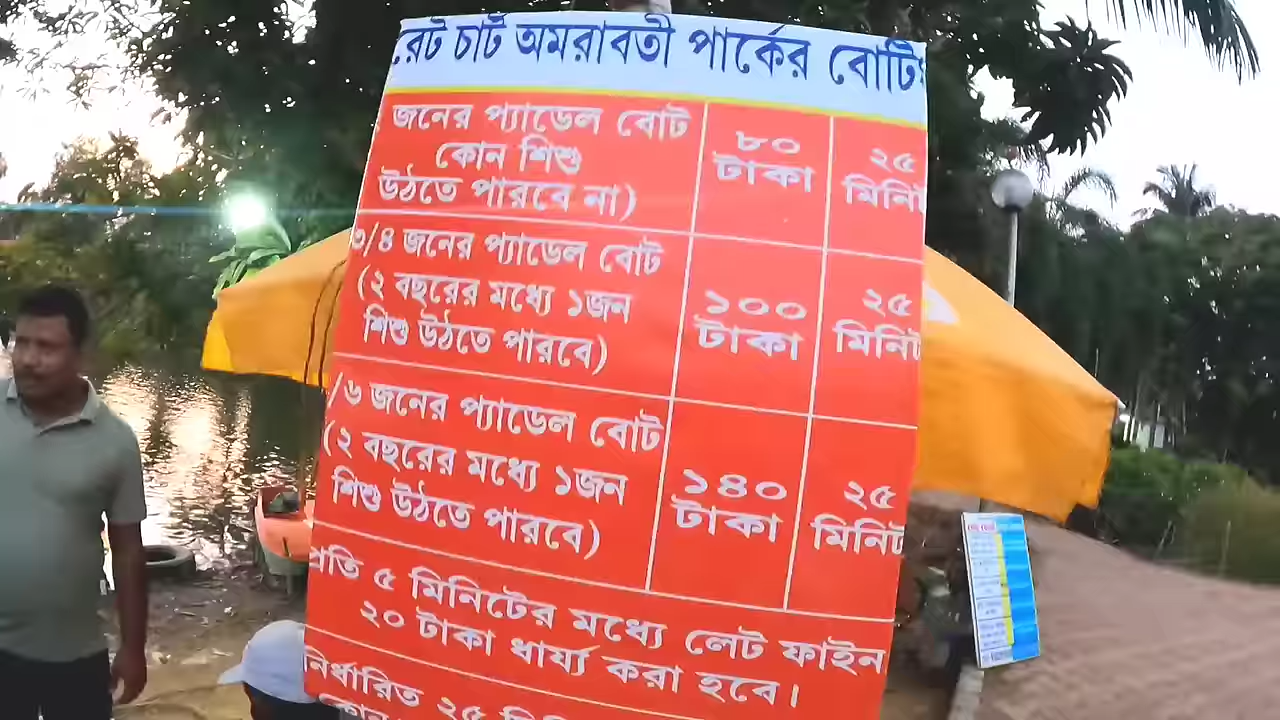 রেট চার্ট অমরাবতী পার্কের বোটিং
জনের প্যাডেল বোট
কোন শিশু
উঠতে পারবে না)
৮০
টাকা
২৫
মিনিট
৩/৪ জনের প্যাডেল বোট
(২ বছরের মধ্যে ১জন
শিশু উঠতে পারবে)
১০০
টাকা
২৫
মিনিট
/৬ জনের প্যাডেল বোট
(২ বছরের মধ্যে ১জন
শিশু উঠতে পারবে)
১৪০
টাকা
২৫
মিনিট
প্রতি ৫ মিনিটের মধ্যে লেট ফাইন
২০ টাকা ধার্য্য করা হবে।
নির্ধারিত ২৫